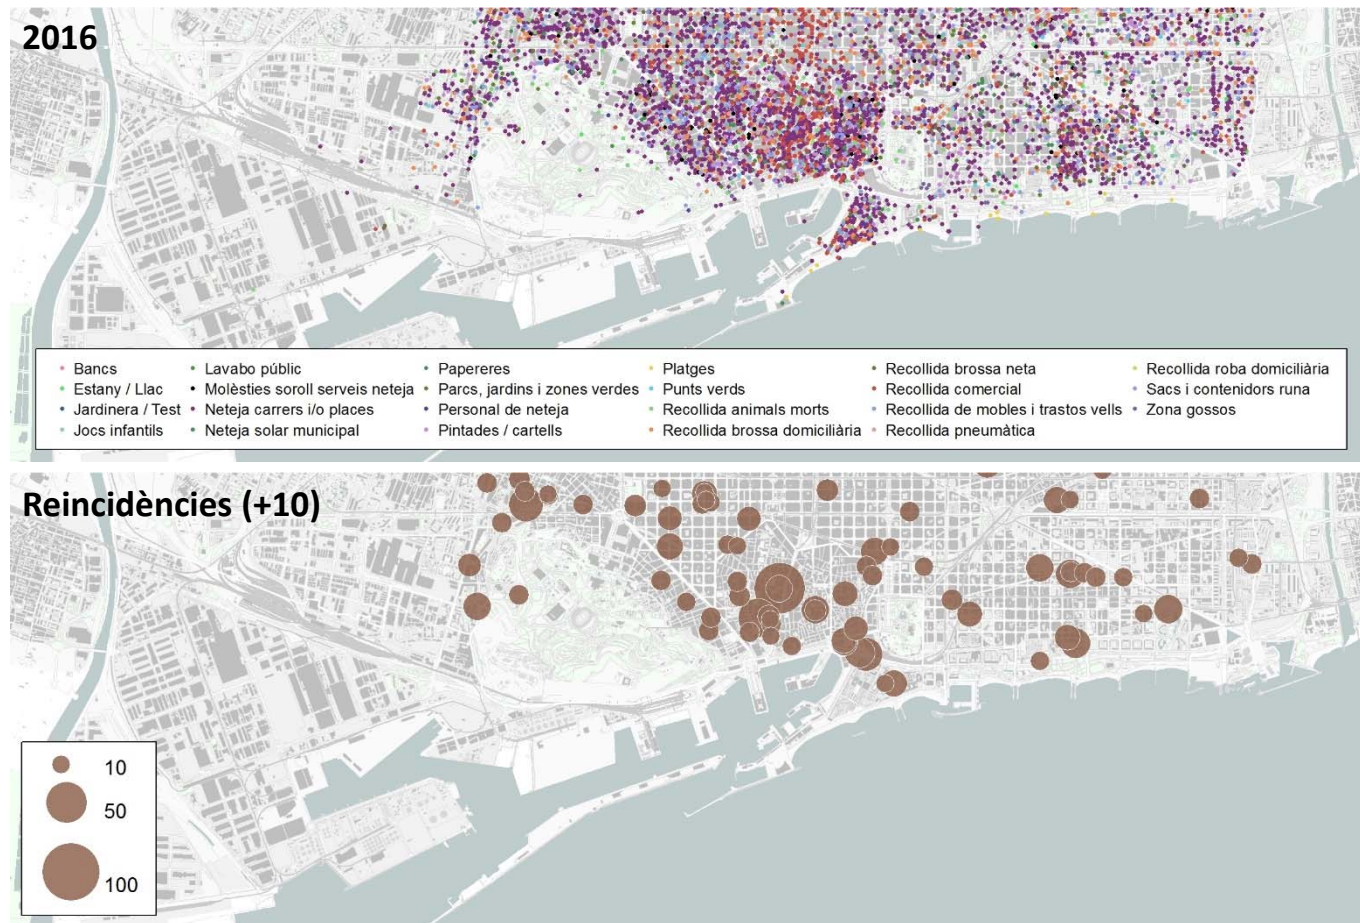 2016
Bancs
Estany / Llac
Jardinera / Test
Jocs infantils
Lavabo públic
Molèsties soroll serveis neteja
Neteja carrers i/o places
Neteja solar municipal
Papereres
Parcs, jardins i zones verdes
Personal de neteja
Pintades / cartells
Platges
Punts verds
Recollida animals morts
Recollida brossa domiciliària
Recollida brossa neta
Recollida comercial
Recollida de mobles i trastos vells
Recollida pneumàtica
Recollida roba domiciliària
Sacs i contenidors runa
Zona gossos
Reincidències (+10)
10
50
100